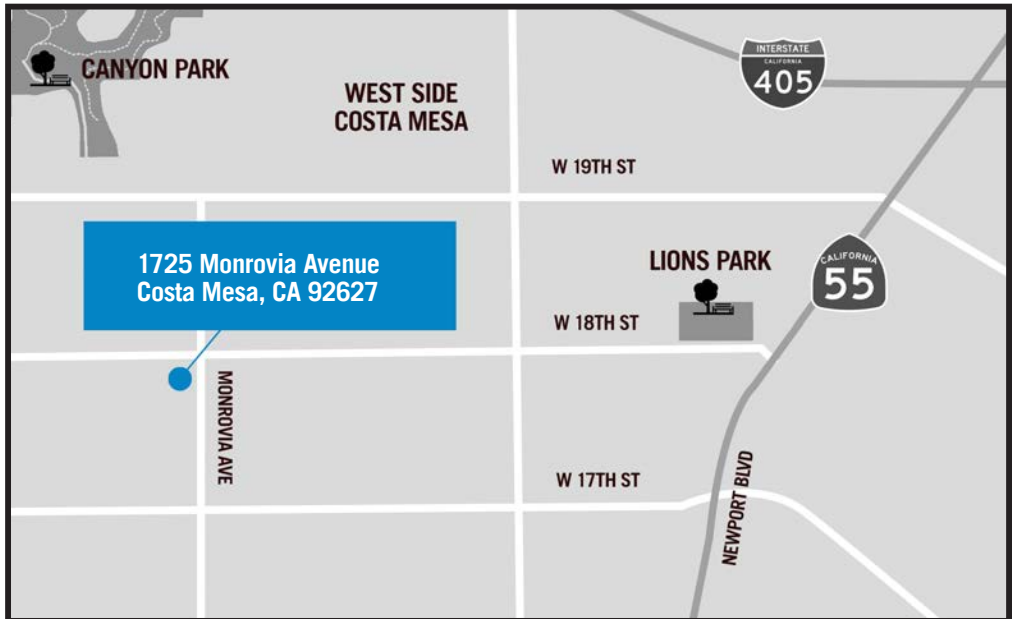 CANYON PARK
WEST SIDE
COSTA MESA
INTERSTATE
CALIFORNIA
405
W 19TH ST
1725 Monrovia Avenue
Costa Mesa, CA 92627
LIONS PARK
CALIFORNIA
55
W 18TH ST
MONROVIA AVE
W 17TH ST
NEWPORT BLVD